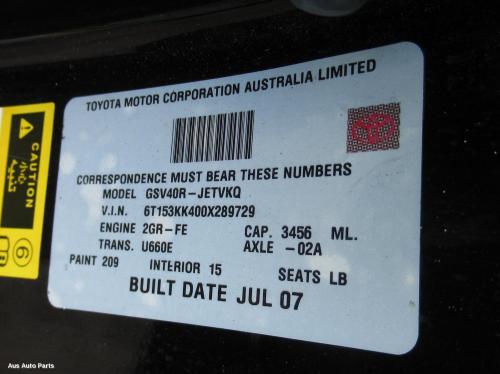 TOYOTA MOTOR CORPORATION AUSTRALIA LIMITED
CORRESPONDENCE MUST BEAR THESE NUMBERS
MODEL GSV40R-JETVKQ
V.I.N. 6T153KK400X289729
ENGINE 2GR-FE CAP. 3456 ML.
TRANS. U660E AXLE -02A
PAINT 209 INTERIOR 15 SEATS LB
BUILT DATE JUL 07
CAUTION
6
Aus Auto Parts